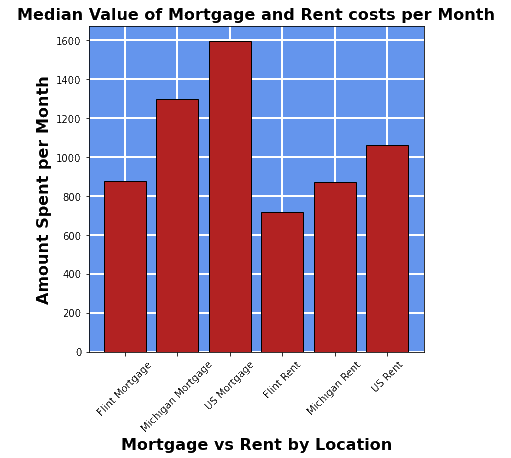 Median Value of Mortgage and Rent costs per Month
Amount Spent per Month
1600
1400
1200
1000
800
600
400
200
0
Flint Mortgage
Michigan Mortgage
US Mortgage
Flint Rent
Michigan Rent
US Rent
Mortgage vs Rent by Location